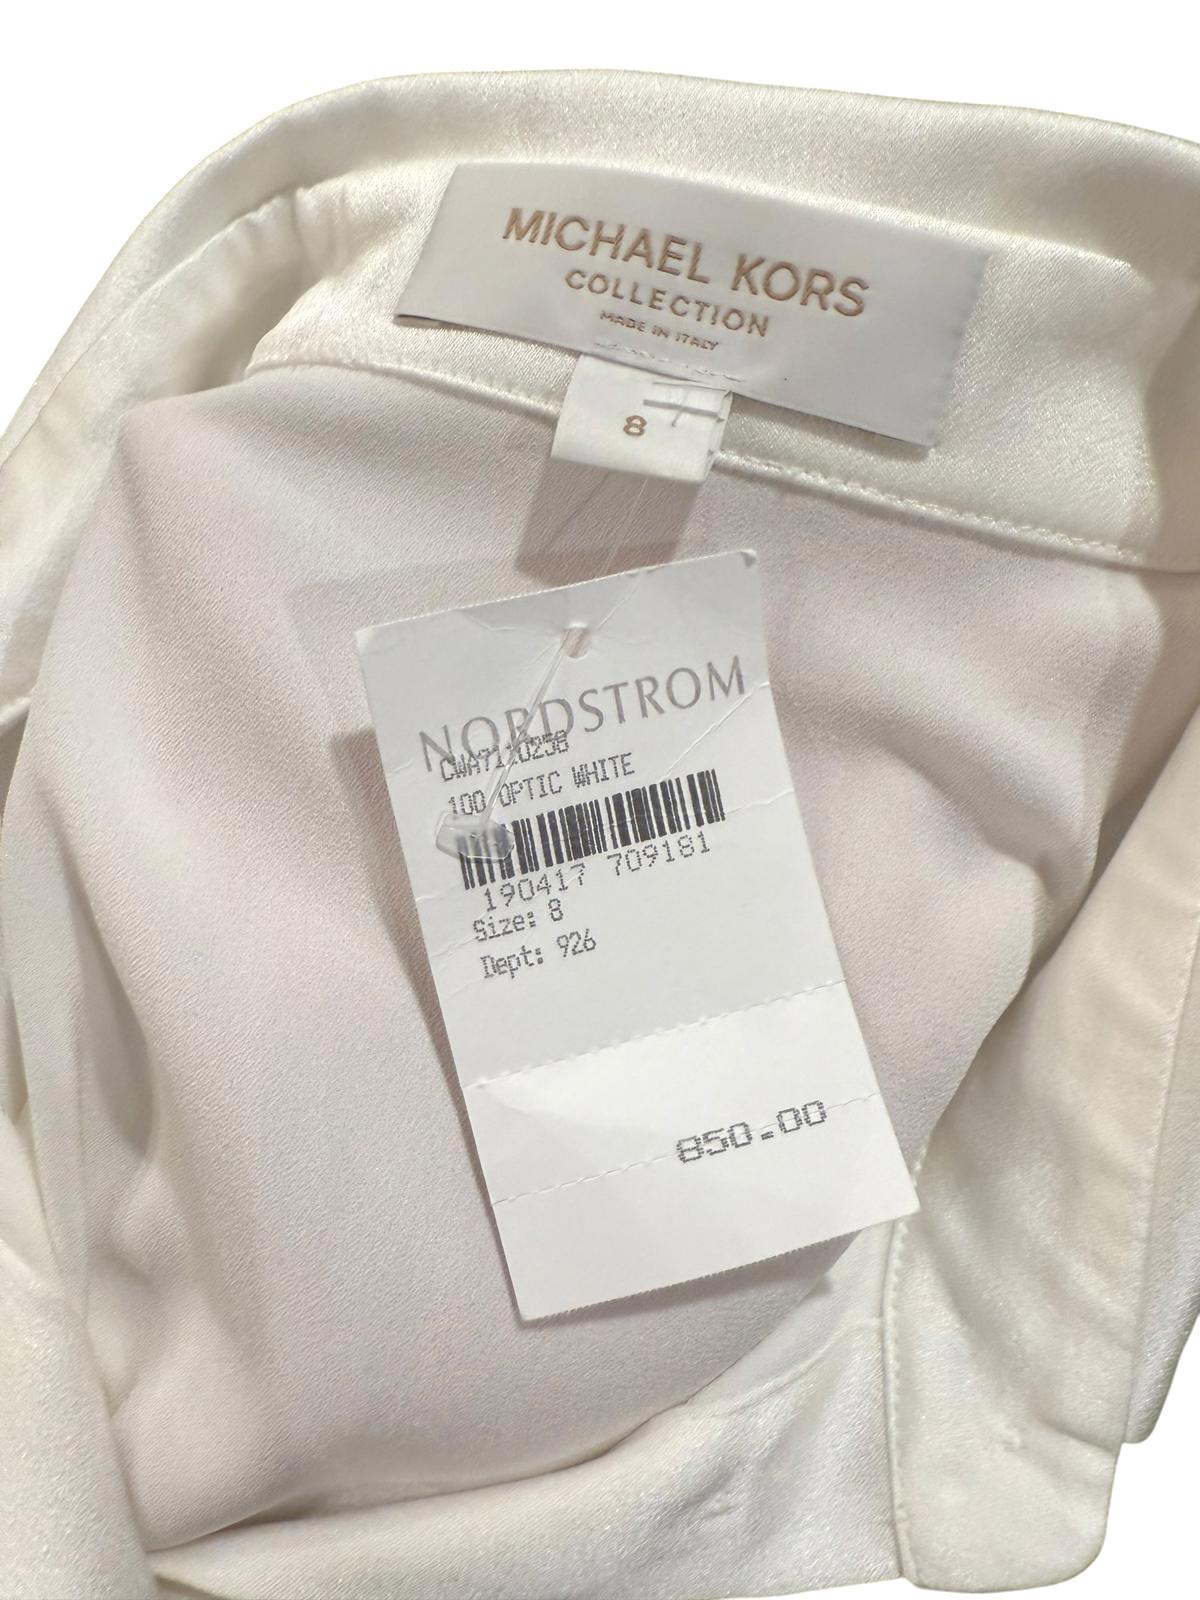 MICHAEL KORS
COLLECTION
MADE IN ITALY
8
NORDSTROM
100 OPTIC WHITE
190417 709181
Size: 8
Dept: 926
850.00